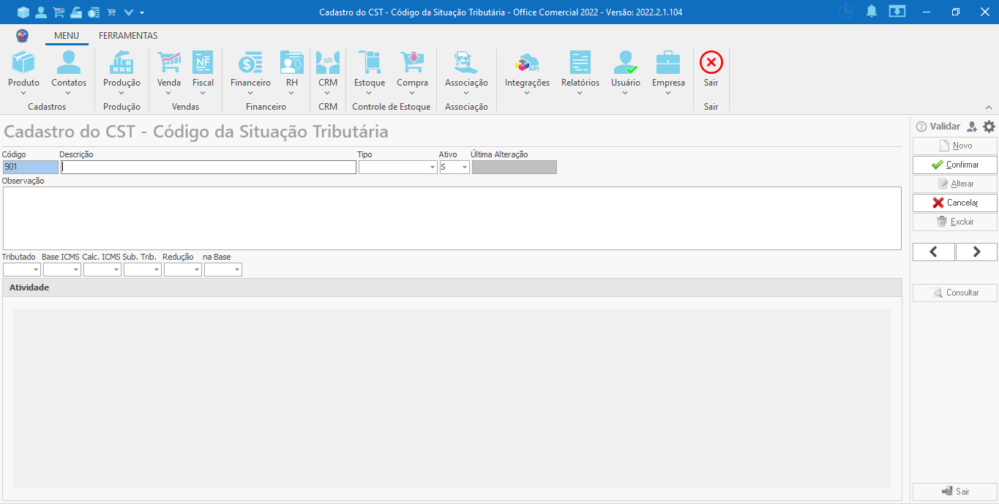 Cadastro do CST - Código da Situação Tributária - Office Comercial 2022 - Versão: 2022.2.1.104
MENU FERRAMENTAS
Produto Contatos Produção Venda Fiscal Financeiro RH CRM Estoque Compra Associação Integrações Relatórios Usuário Empresa Sair
Cadastros Produção Vendas Financeiro CRM Controle de Estoque Associação Sair
Cadastro do CST - Código da Situação Tributária
Código Descrição Tipo Ativo Última Alteração
901 S
Observação
Tributado Base ICMS Calc. ICMS Sub. Trib. Redução na Base
Atividade
Validar
Novo
Confirmar
Alterar
Cancelar
Excluir
Consultar
Sair